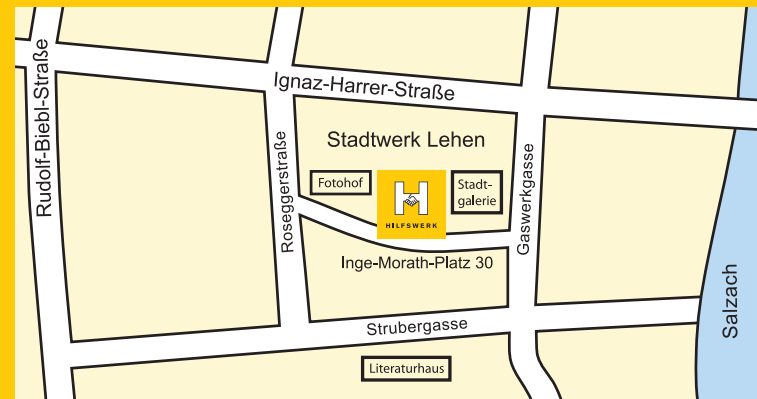 Ignaz-Harrer-Straße
Rudolf-Biebl-Straße
Stadtwerk Lehen
Roseggerstraße
Fotohof
H
HILFSWERK
Stadt-
galerie
Gaswerkgasse
Inge-Morath-Platz 30
Salzach
Strubergasse
Literaturhaus